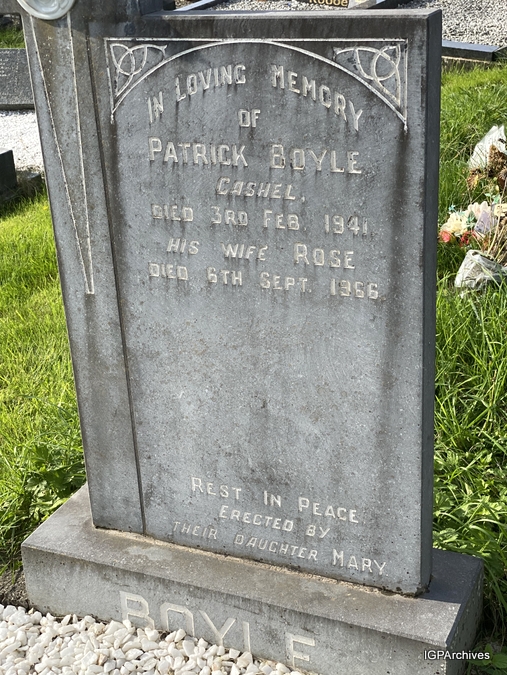 IN LOVING MEMORY
OF
PATRICK BOYLE
CASHEL,
DIED 3RD FEB. 1941
HIS WIFE ROSE
DIED 6TH SEPT. 1966
REST IN PEACE
ERECTED BY
THEIR DAUGHTER MARY
BOYLE
IGPArchives